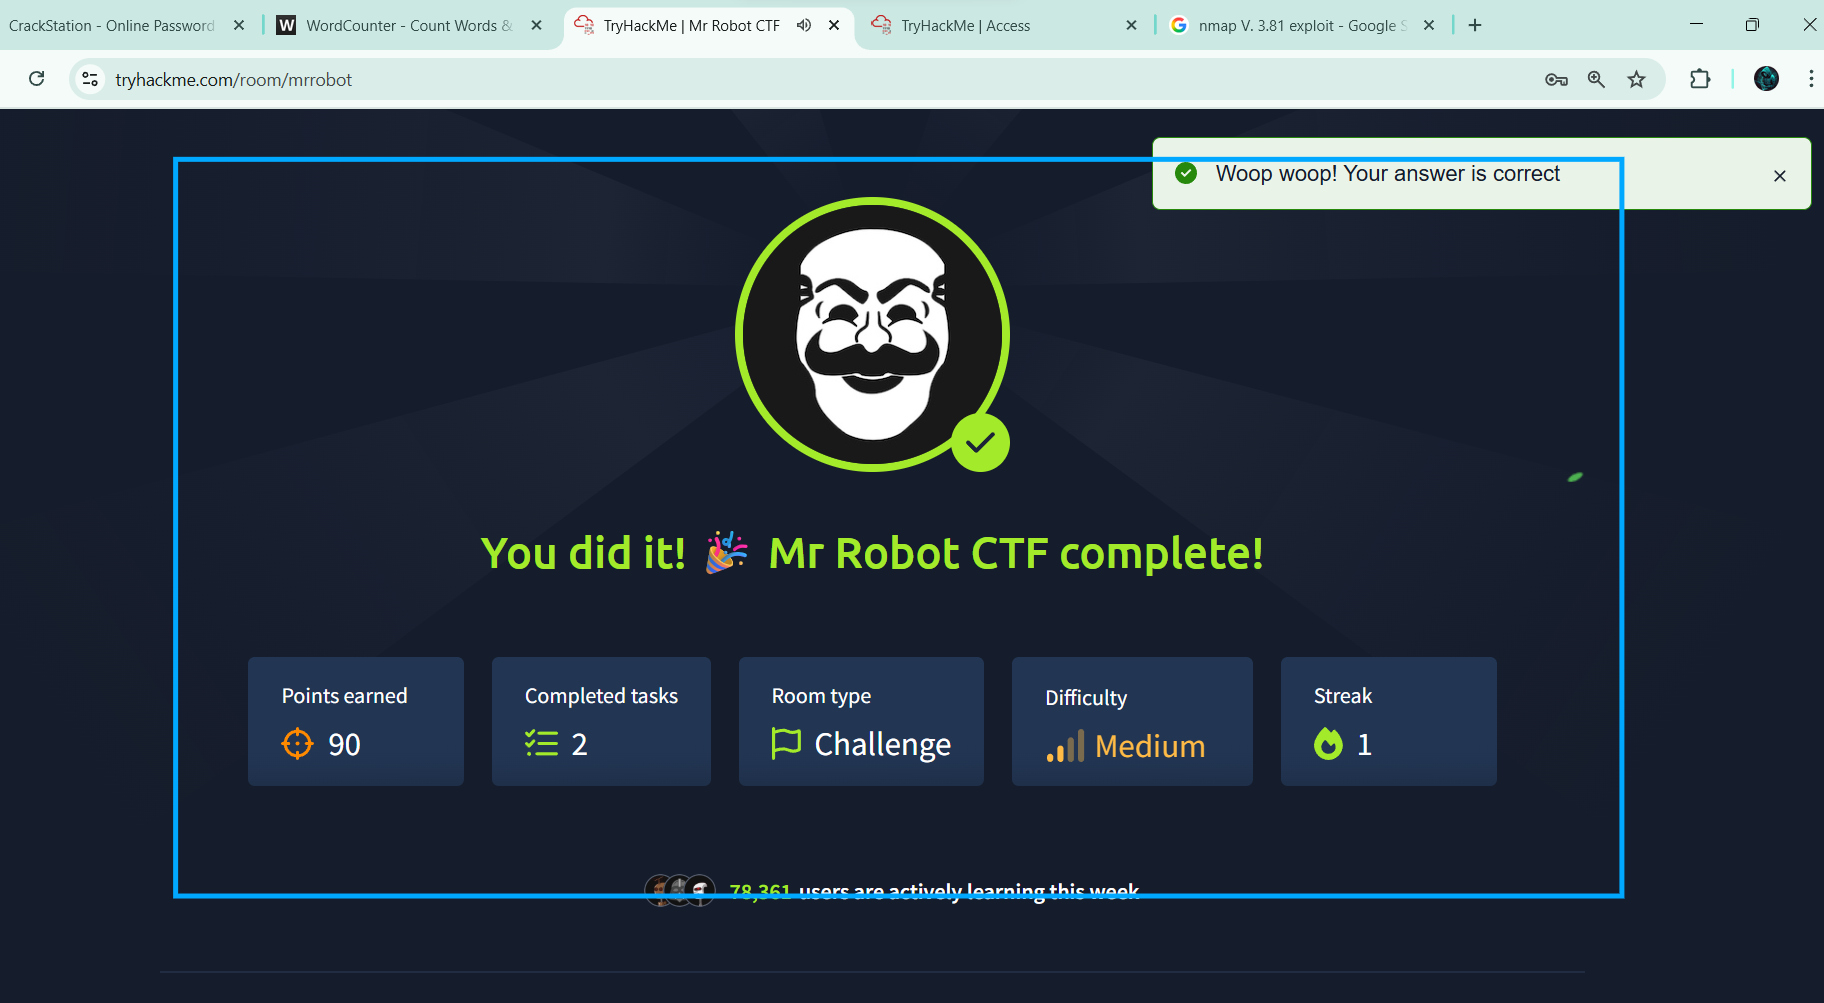 CrackStation - Online Password
WordCounter - Count Words &
TryHackMe | Mr Robot CTF
TryHackMe | Access
nmap V. 3.81 exploit - Google S
tryhackme.com/room/mrrobot
Woop woop! Your answer is correct
You did it! 🎉 Mr Robot CTF complete!
Points earned
90
Completed tasks
2
Room type
Challenge
Difficulty
Medium
Streak
1
78,361 users are actively learning this week